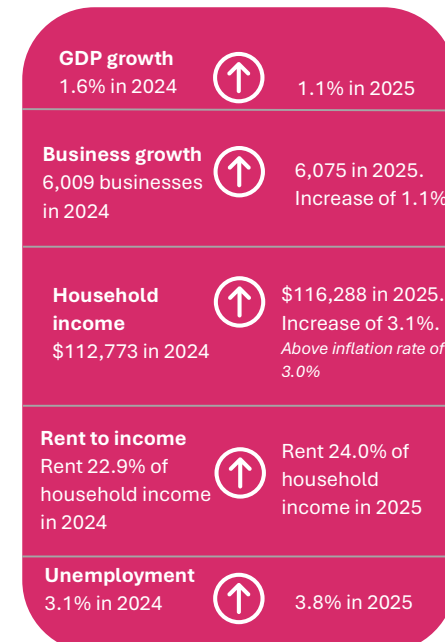 GDP growth
1.6% in 2024
1.1% in 2025
Business growth
6,009 businesses
in 2024
6,075 in 2025.
Increase of 1.1%
Household
income
$112,773 in 2024
$116,288 in 2025.
Increase of 3.1%.
Above inflation rate of
3.0%
Rent to income
Rent 22.9% of
household income
in 2024
Rent 24.0% of
household
income in 2025
Unemployment
3.1% in 2024
3.8% in 2025